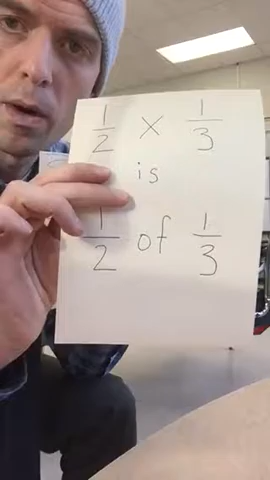 1/2 × 1/3
is
1/2 of 1/3